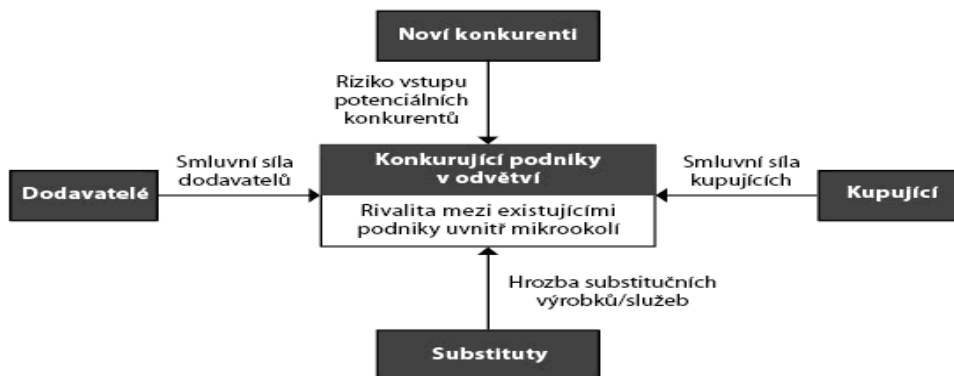 Noví konkurenti
Riziko vstupu
potenciálních
konkurentů
Smluvní síla
dodavatelů
Dodavatelé
Konkurující podniky
v odvětví
Rivalita mezi existujícími
podniky uvnitř mikrookolí
Smluvní síla
kupujících
Kupující
Hrozba substitučních
výrobků/služeb
Substituty